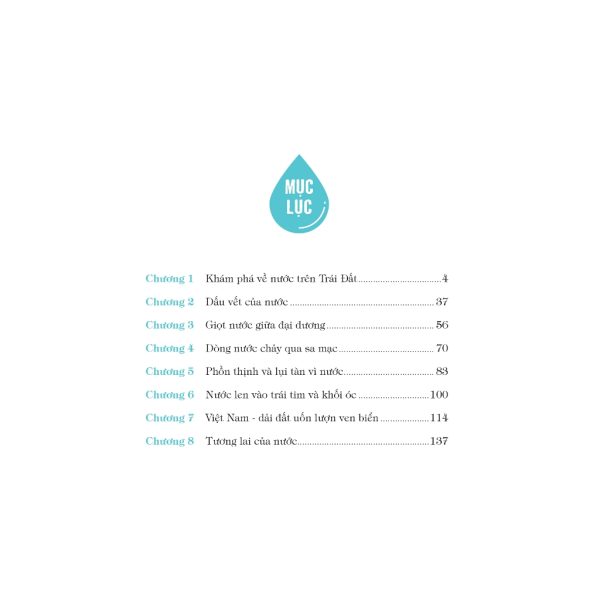 MỤC
LỤC
Chương 1 Khám phá về nước trên Trái Đất 4
Chương 2 Dấu vết của nước 37
Chương 3 Giọt nước giữa đại dương 56
Chương 4 Dòng nước chảy qua sa mạc 70
Chương 5 Phồn thịnh và lụi tàn vì nước 83
Chương 6 Nước len vào trái tim và khối óc 100
Chương 7 Việt Nam - dải đất uốn lượn ven biển 114
Chương 8 Tương lai của nước 137